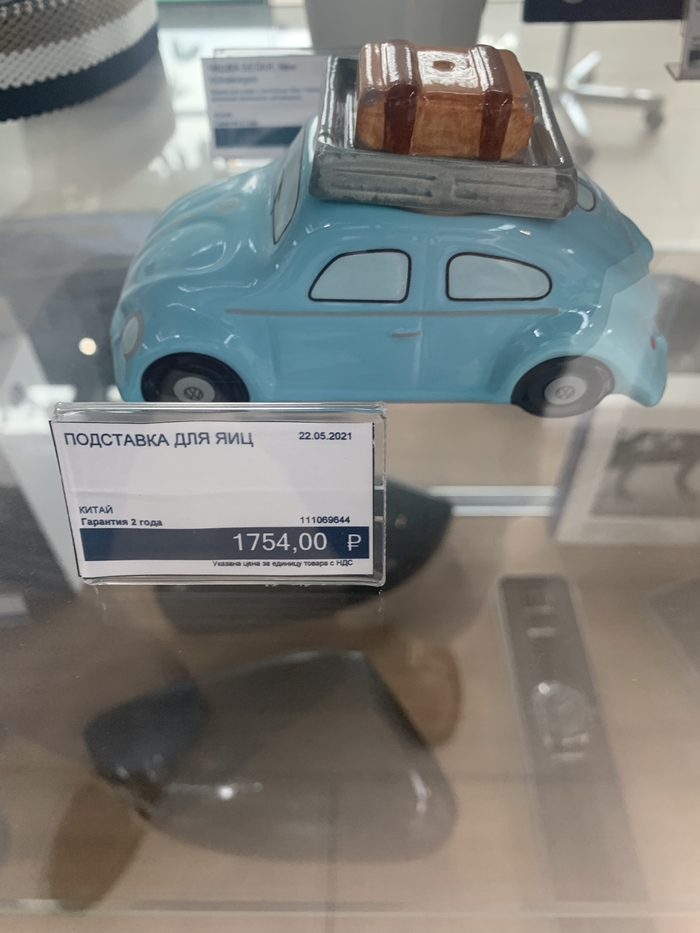 ПОДСТАВКА ДЛЯ ЯИЦ 22.05.2021
КИТАЙ
Гарантия 2 года 111069644
1754,00 ₽
Указана цена за единицу товара с НДС